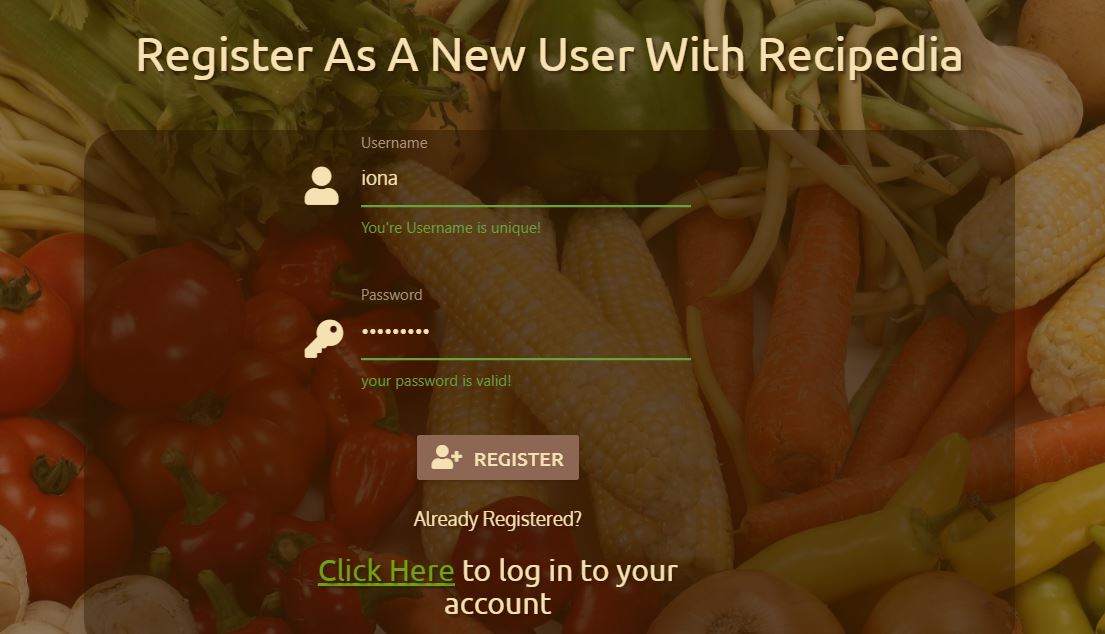 Register As A New User With Recipedia
Username
iona
You're Username is unique!
Password
•••••••••
your password is valid!
REGISTER
Already Registered?
Click Here to log in to your
account